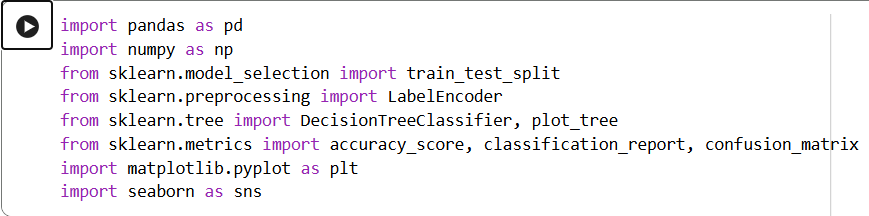 import pandas as pd
import numpy as np
from sklearn.model_selection import train_test_split
from sklearn.preprocessing import LabelEncoder
from sklearn.tree import DecisionTreeClassifier, plot_tree
from sklearn.metrics import accuracy_score, classification_report, confusion_matrix
import matplotlib.pyplot as plt
import seaborn as sns